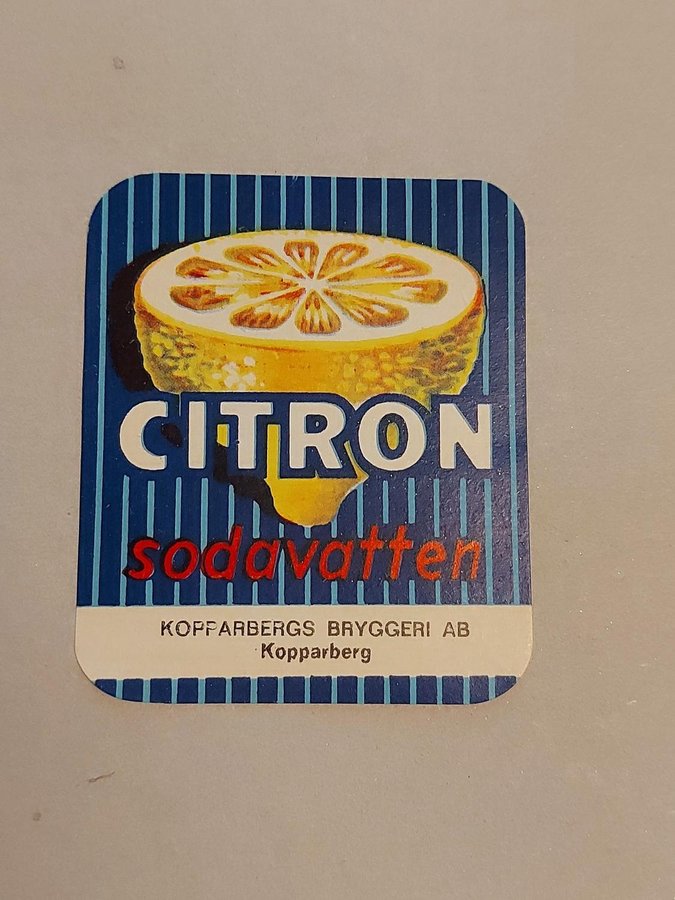 CITRON
sodavatten
KOPPARBERGS BRYGGERI AB
Kopparberg